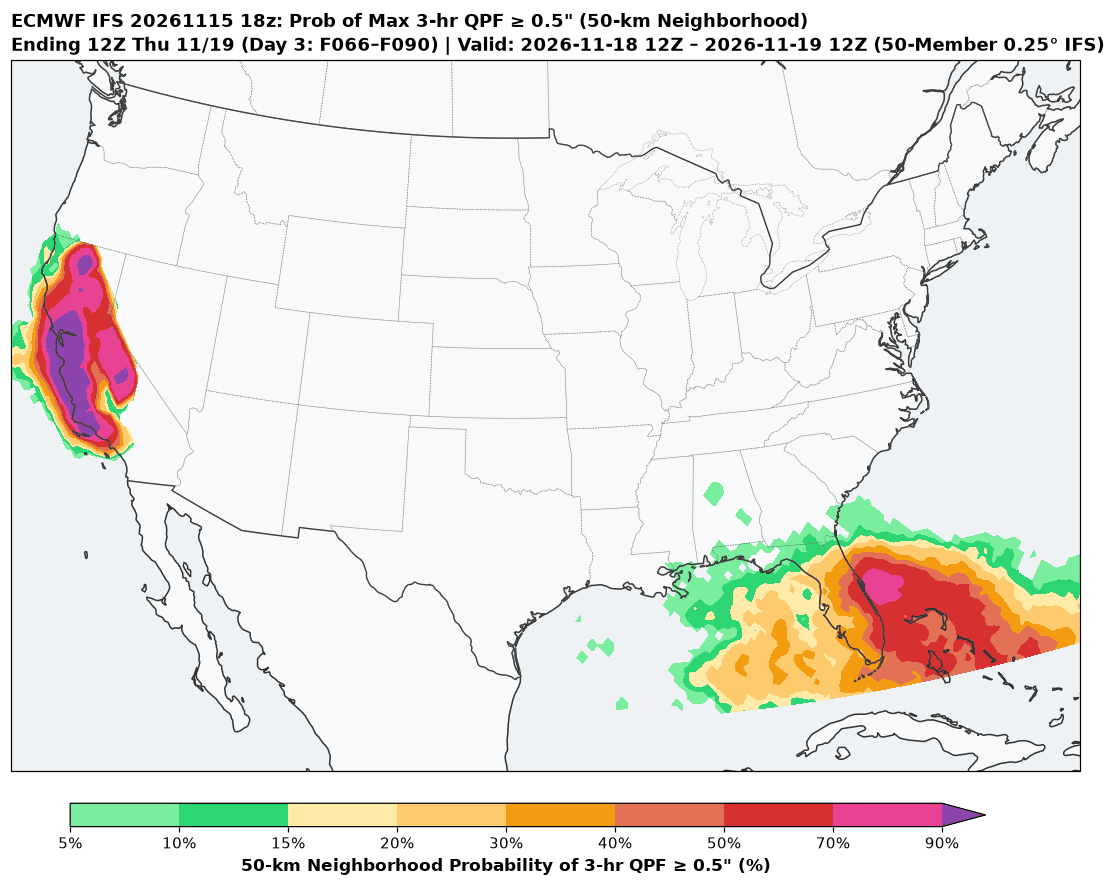 ECMWF IFS 20261115 18z: Prob of Max 3-hr QPF ≥ 0.5" (50-km Neighborhood)
Ending 12Z Thu 11/19 (Day 3: F066–F090) | Valid: 2026-11-18 12Z – 2026-11-19 12Z (50-Member 0.25° IFS)
5% 10% 15% 20% 30% 40% 50% 70% 90%
50-km Neighborhood Probability of 3-hr QPF ≥ 0.5" (%)